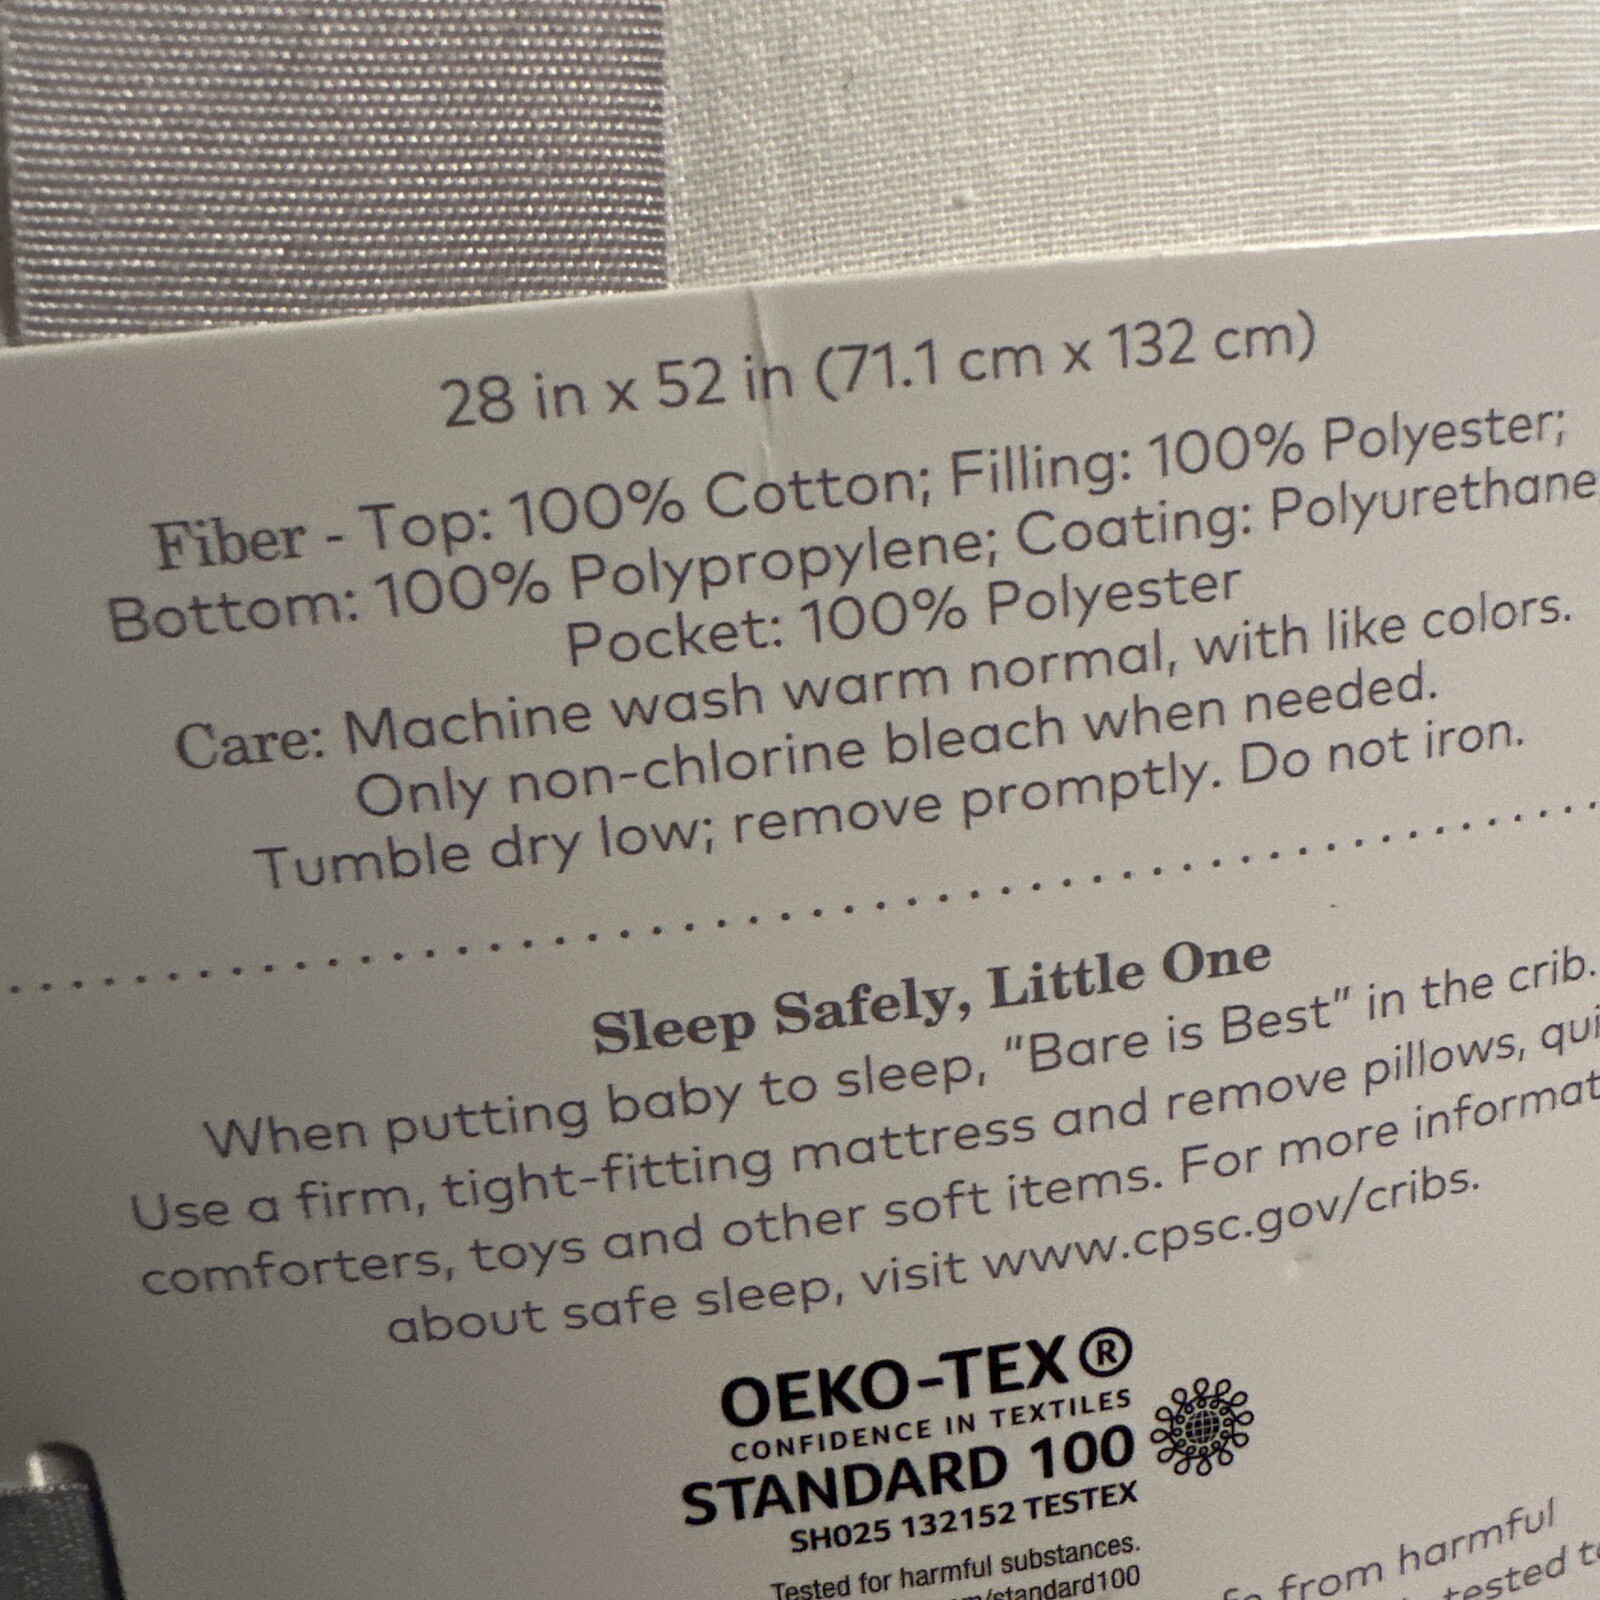 28 in x 52 in (71.1 cm x 132 cm)
Fiber - Top: 100% Cotton; Filling: 100% Polyester;
Bottom: 100% Polypropylene; Coating: Polyurethane
Pocket: 100% Polyester
Care: Machine wash warm normal, with like colors.
Only non-chlorine bleach when needed.
Tumble dry low; remove promptly. Do not iron.
Sleep Safely, Little One
When putting baby to sleep, "Bare is Best" in the crib.
Use a firm, tight-fitting mattress and remove pillows,
comforters, toys and other soft items. For more
about safe sleep, visit www.cpsc.gov/cribs.
OEKO-TEX®
CONFIDENCE IN TEXTILES
STANDARD 100
SH025 132152 TESTEX
Tested for harmful substances.
/standard100
from harmful
tested